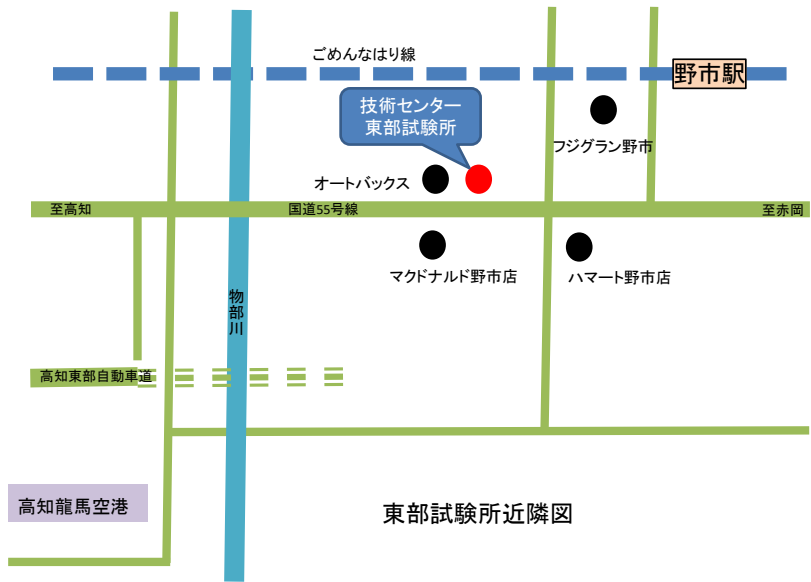 ごめんなはり線
野市駅
技術センター
東部試験所
フジグラン野市
オートバックス
至高知
国道55号線
至赤岡
マクドナルド野市店
ハマート野市店
物部川
高知東部自動車道
高知龍馬空港
東部試験所近隣図